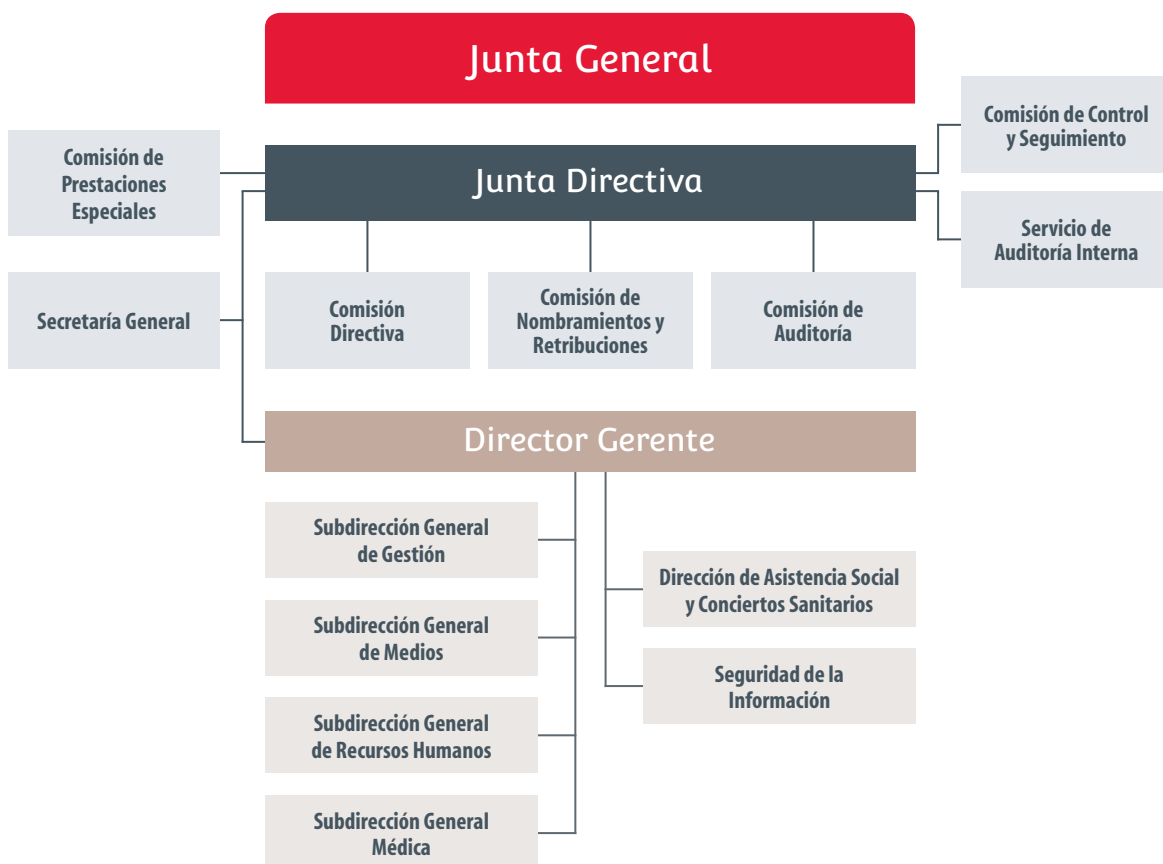 Junta General
Comisión de Control
y Seguimiento
Comisión de
Prestaciones
Especiales
Junta Directiva
Servicio de
Auditoría Interna
Secretaría General
Comisión
Directiva
Comisión de
Nombramientos y
Retribuciones
Comisión de
Auditoría
Director Gerente
Subdirección General
de Gestión
Dirección de Asistencia Social
y Conciertos Sanitarios
Subdirección General
de Medios
Seguridad de la
Información
Subdirección General
de Recursos Humanos
Subdirección General
Médica